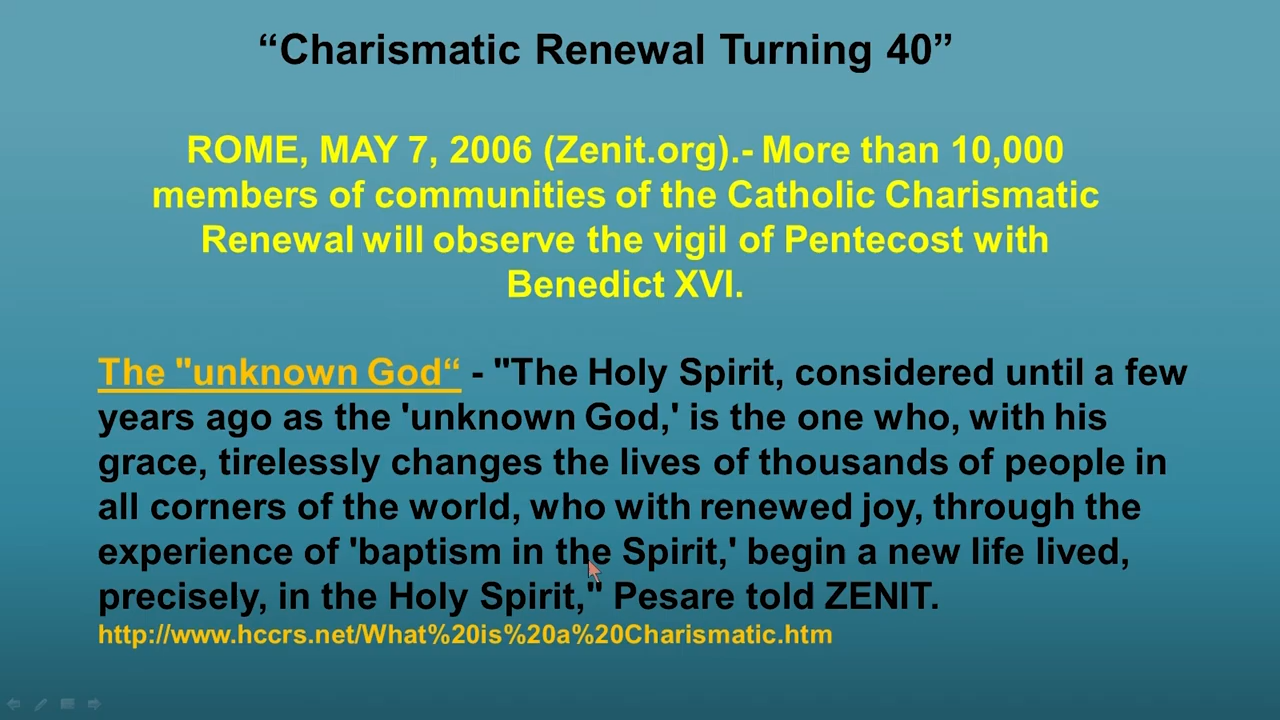 “Charismatic Renewal Turning 40”
ROME, MAY 7, 2006 (Zenit.org).- More than 10,000
members of communities of the Catholic Charismatic
Renewal will observe the vigil of Pentecost with
Benedict XVI.
The "unknown God“ - "The Holy Spirit, considered until a few
years ago as the 'unknown God,' is the one who, with his
grace, tirelessly changes the lives of thousands of people in
all corners of the world, who with renewed joy, through the
experience of 'baptism in the Spirit,' begin a new life lived,
precisely, in the Holy Spirit," Pesare told ZENIT.
http://www.hccrs.net/What%20is%20a%20Charismatic.htm